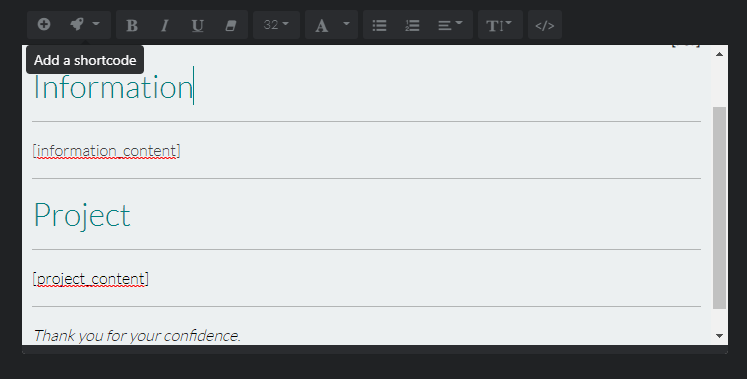 B I U 32 A T! </>
Add a shortcode
Information
[information_content]
Project
[project_content]
Thank you for your confidence.